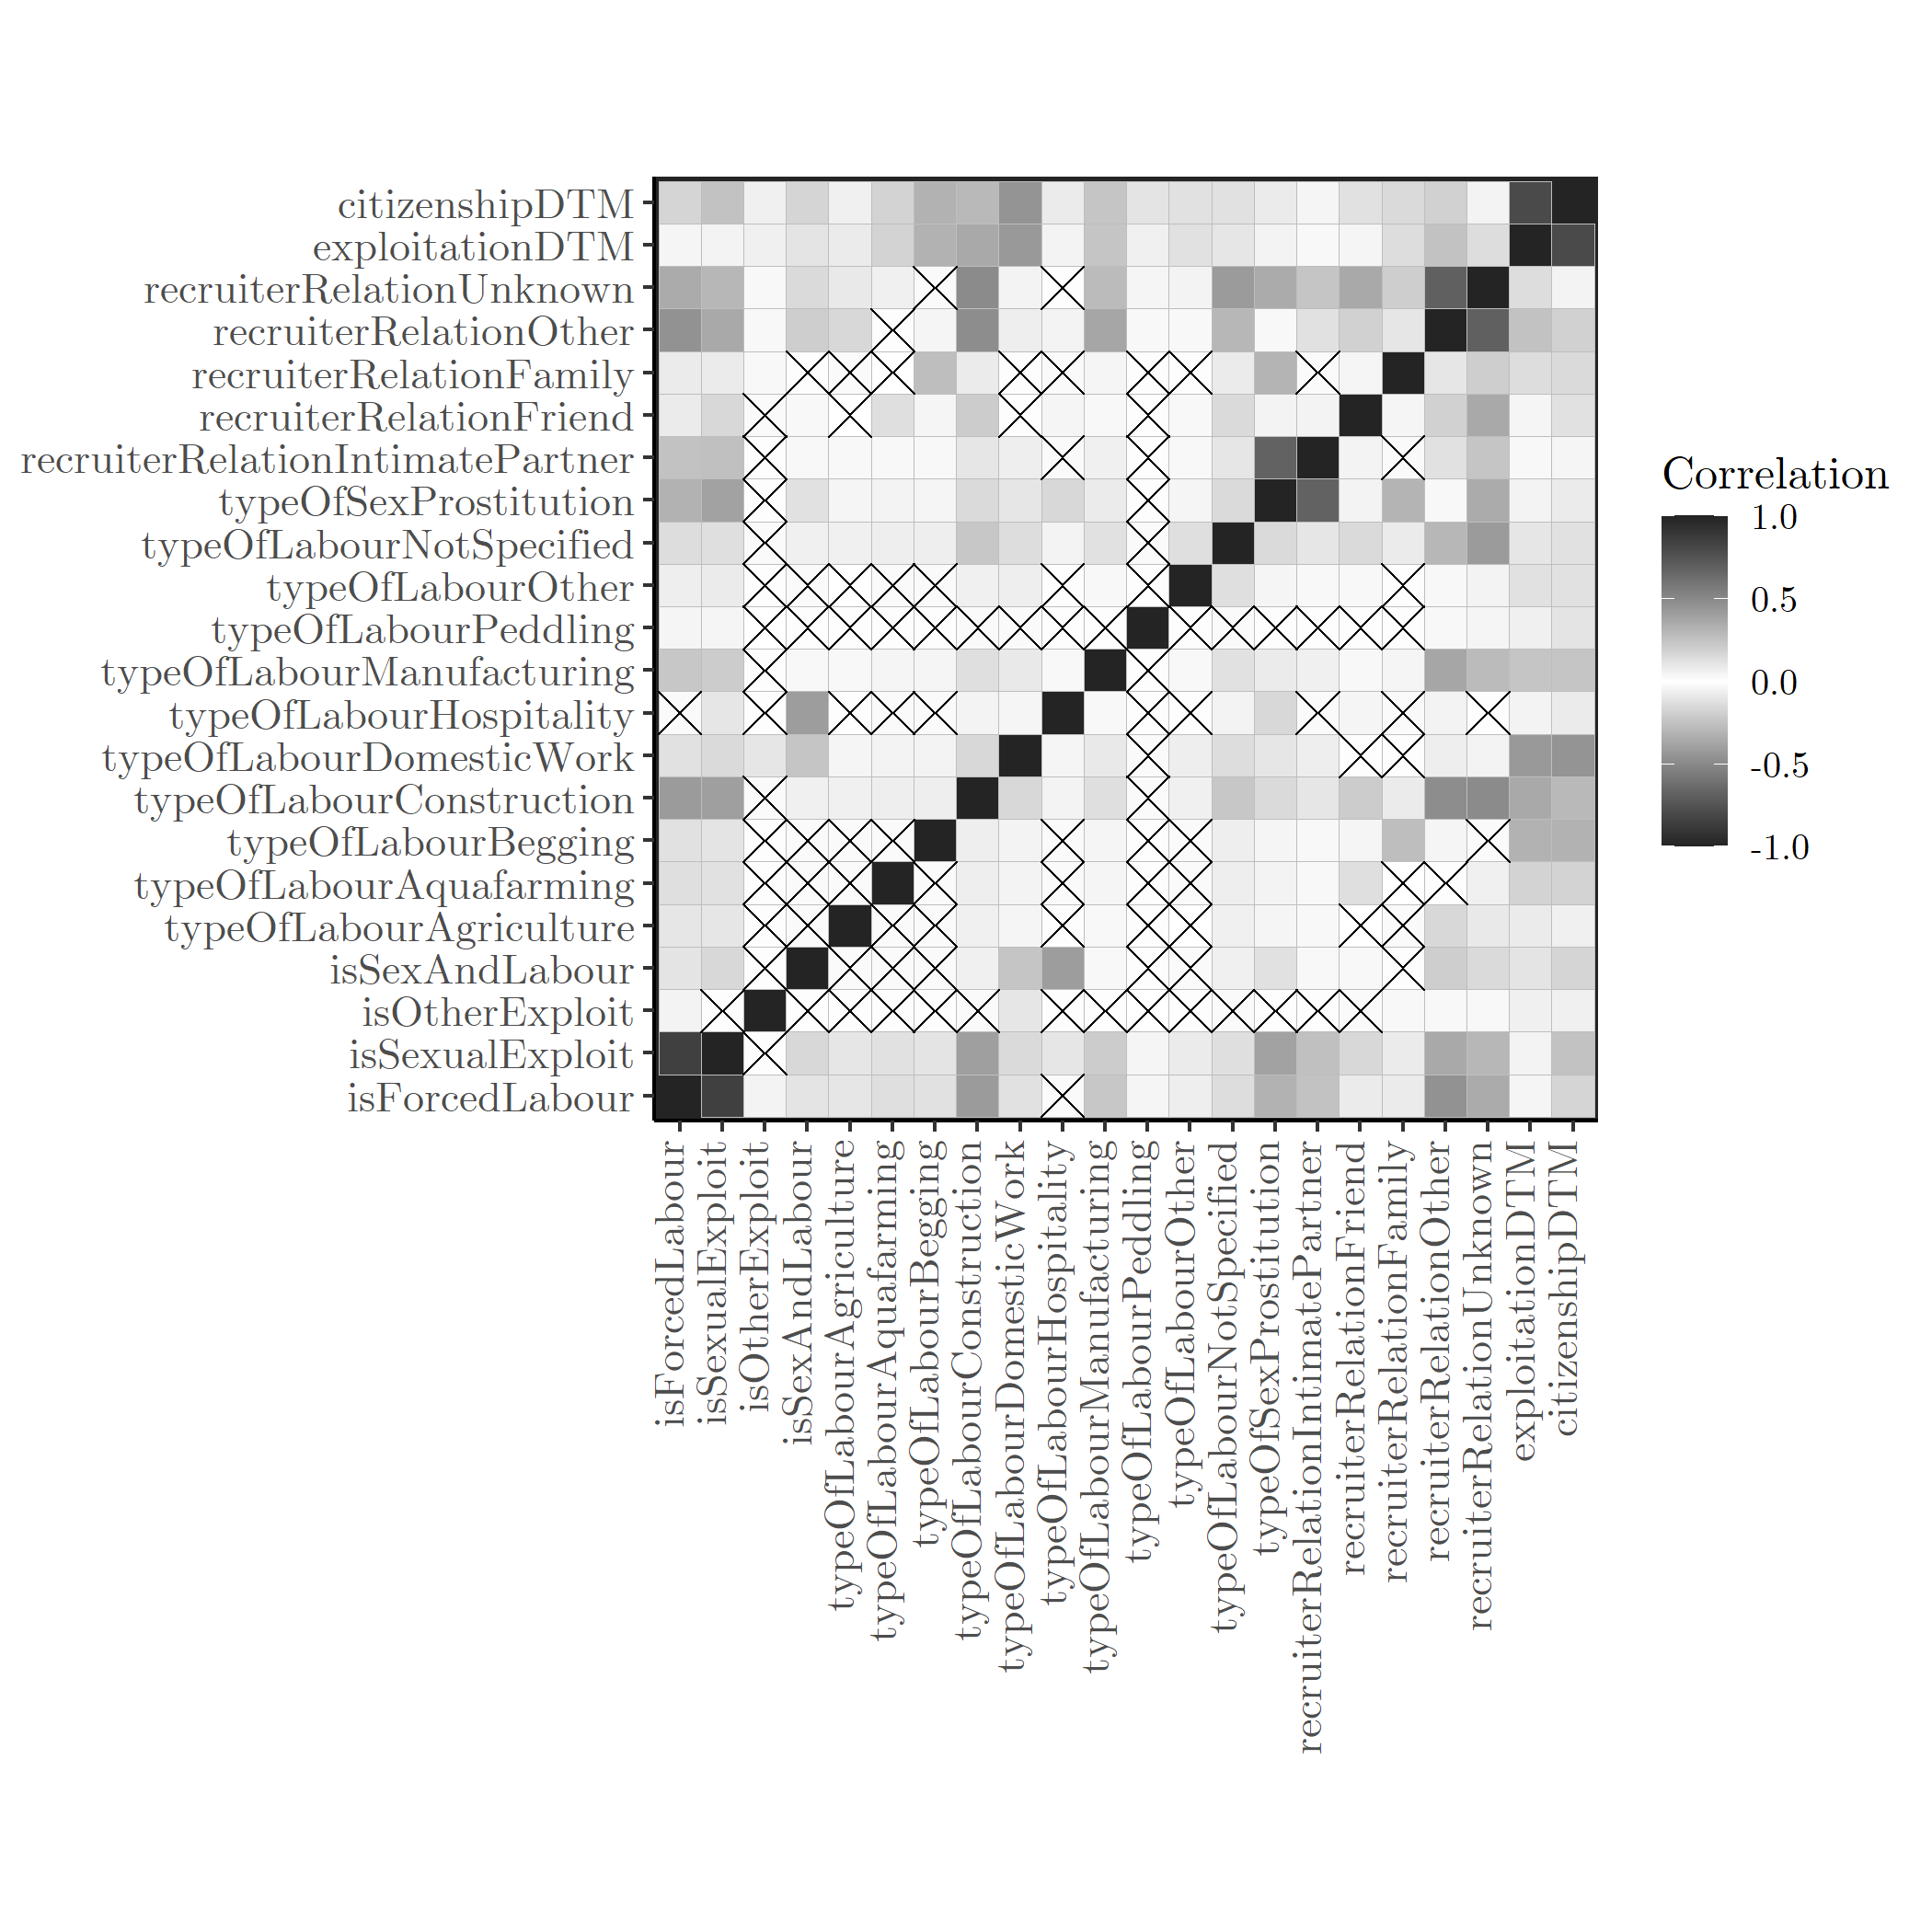 citizenshipDTM
exploitationDTM
recruiterRelationUnknown
recruiterRelationOther
recruiterRelationFamily
recruiterRelationFriend
recruiterRelationIntimatePartner
typeOfSexProstitution
typeOfLabourNotSpecified
typeOfLabourOther
typeOfLabourPeddling
typeOfLabourManufacturing
typeOfLabourHospitality
typeOfLabourDomesticWork
typeOfLabourConstruction
typeOfLabourBegging
typeOfLabourAquafarming
typeOfLabourAgriculture
isSexAndLabour
isOtherExploit
isSexualExploit
isForcedLabour
isForcedLabour
isSexualExploit
isOtherExploit
isSexAndLabour
typeOfLabourAgriculture
typeOfLabourAquafarming
typeOfLabourBegging
typeOfLabourConstruction
typeOfLabourDomesticWork
typeOfLabourHospitality
typeOfLabourManufacturing
typeOfLabourPeddling
typeOfLabourOther
typeOfLabourNotSpecified
typeOfSexProstitution
recruiterRelationIntimatePartner
recruiterRelationFriend
recruiterRelationFamily
recruiterRelationOther
recruiterRelationUnknown
exploitationDTM
citizenshipDTM
Correlation
1.0
0.5
0.0
-0.5
-1.0